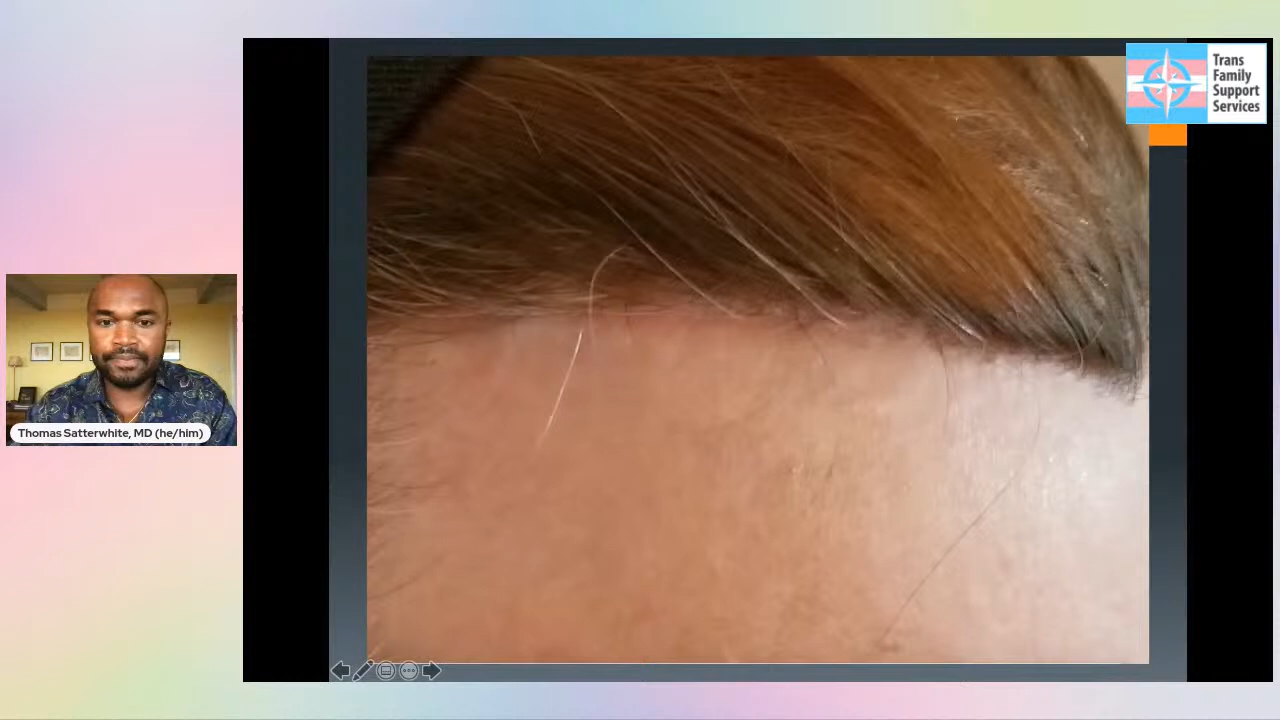 Trans
Family
Support
Services
Thomas Satterwhite, MD (he/him)